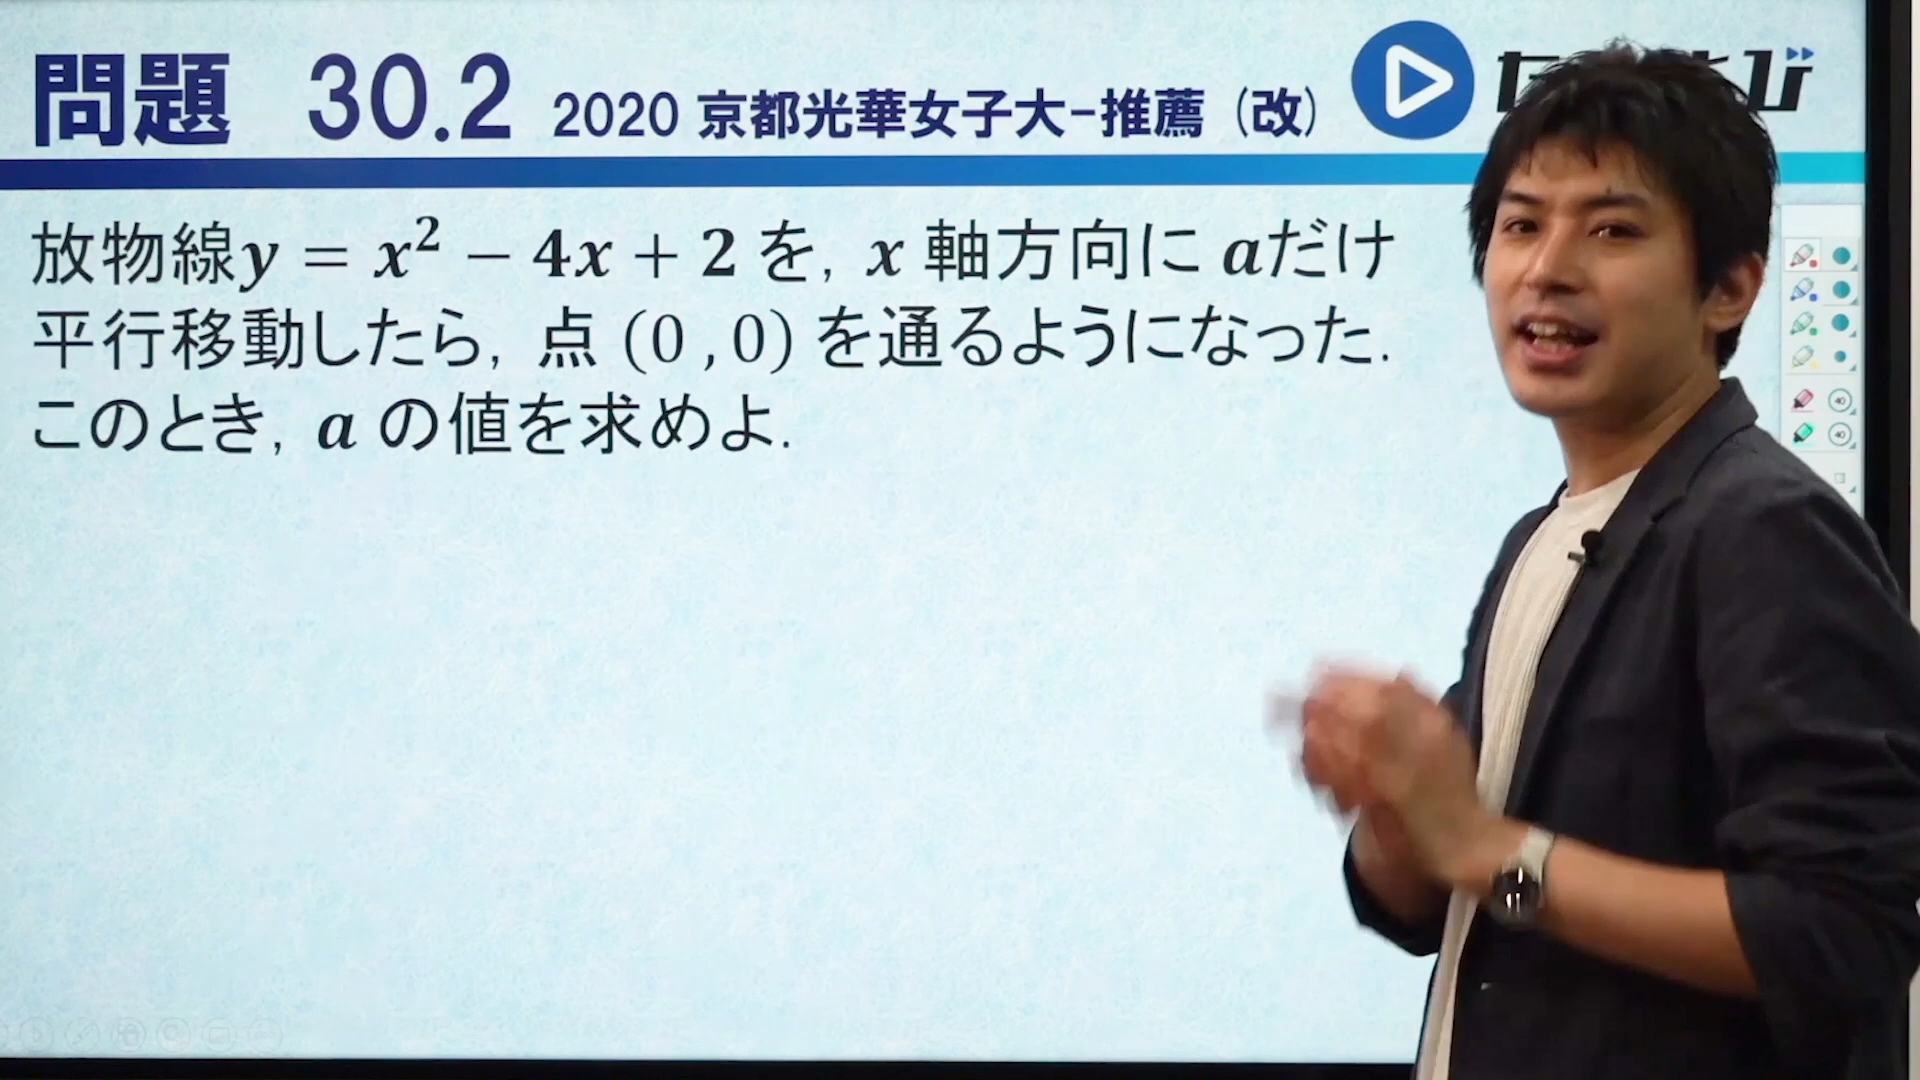 問題 30.2 2020 京都光華女子大-推薦 (改)
放物線y = x² − 4x + 2 を, x 軸方向に aだけ
平行移動したら, 点 (0 ,0) を通るようになった.
このとき, a の値を求めよ.